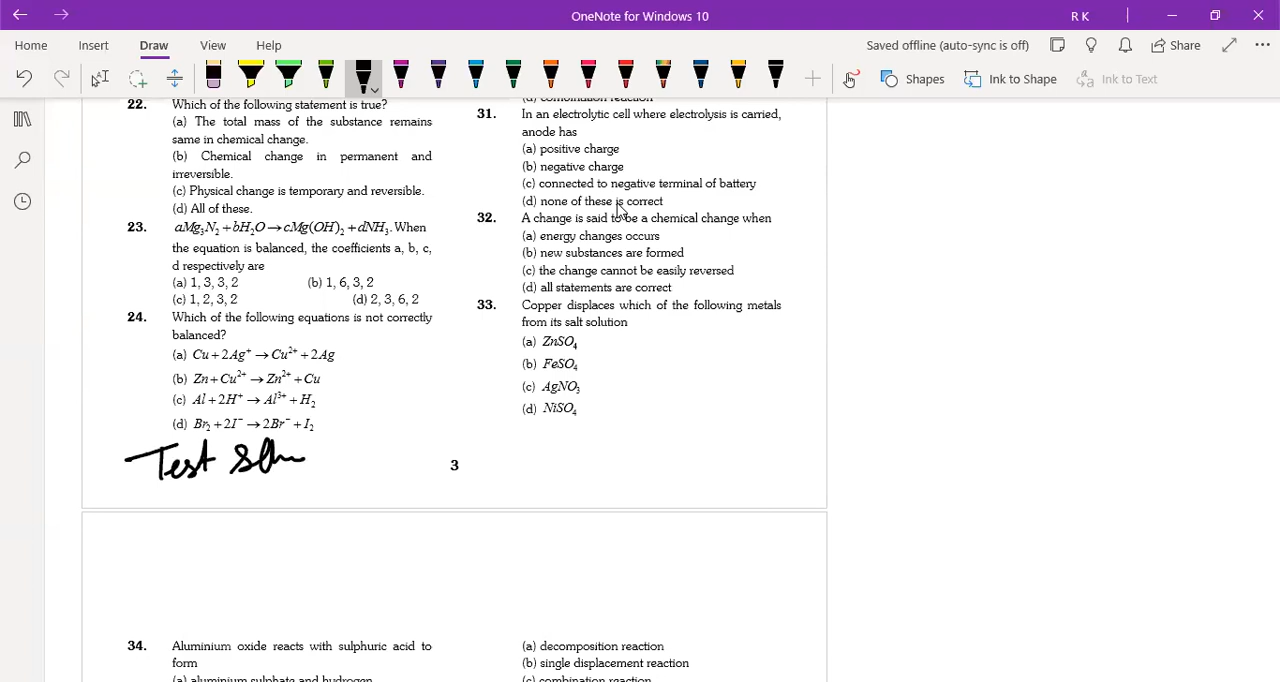 OneNote for Windows 10
R K
Home Insert Draw View Help
Saved offline (auto-sync is off) Share
Shapes Ink to Shape Ink to Text
22. Which of the following statement is true?
(a) The total mass of the substance remains
same in chemical change.
(b) Chemical change in permanent and
irreversible.
(c) Physical change is temporary and reversible.
(d) All of these.
23. aMg₃N₂ + bH₂O → cMg(OH)₂ + dNH₃. When
the equation is balanced, the coefficients a, b, c,
d respectively are
(a) 1, 3, 3, 2 (b) 1, 6, 3, 2
(c) 1, 2, 3, 2 (d) 2, 3, 6, 2
24. Which of the following equations is not correctly
balanced?
(a) Cu + 2Ag⁺ → Cu²⁺ + 2Ag
(b) Zn + Cu²⁺ → Zn²⁺ + Cu
(c) Al + 2H⁺ → Al³⁺ + H₂
(d) Br₂ + 2I⁻ → 2Br⁻ + I₂
Test
(d) combination reaction
31. In an electrolytic cell where electrolysis is carried,
anode has
(a) positive charge
(b) negative charge
(c) connected to negative terminal of battery
(d) none of these is correct
32. A change is said to be a chemical change when
(a) energy changes occurs
(b) new substances are formed
(c) the change cannot be easily reversed
(d) all statements are correct
33. Copper displaces which of the following metals
from its salt solution
(a) ZnSO₄
(b) FeSO₄
(c) AgNO₃
(d) NiSO₄
3
34. Aluminium oxide reacts with sulphuric acid to
form
(a) aluminium sulphate and hydrogen
(a) decomposition reaction
(b) single displacement reaction
(c) combination reaction